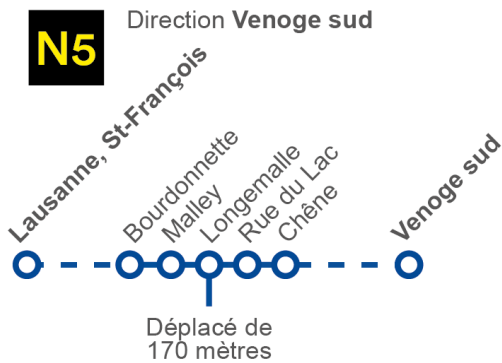 N5
Direction Venoge sud
Lausanne, St-François
Bourdonnette
Malley
Longemalle
Rue du Lac
Chêne
Venoge sud
Déplacé de
170 mètres